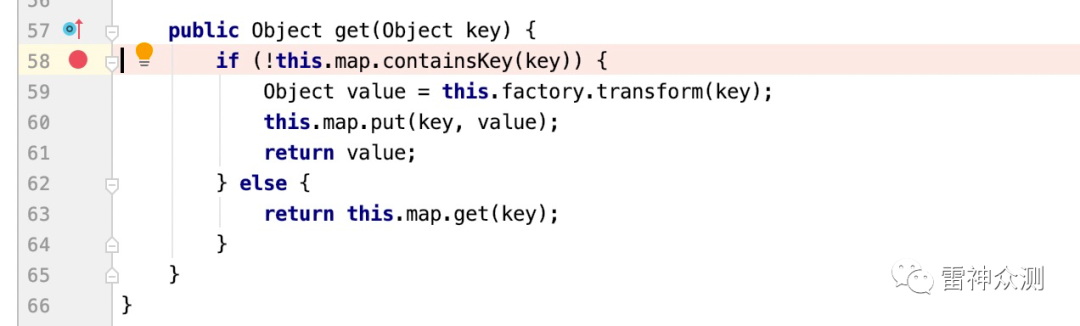 57 public Object get(Object key) {
58 if (!this.map.containsKey(key)) {
59 Object value = this.factory.transform(key);
60 this.map.put(key, value);
61 return value;
62 } else {
63 return this.map.get(key);
64 }
65 }
66 }
雷神众测